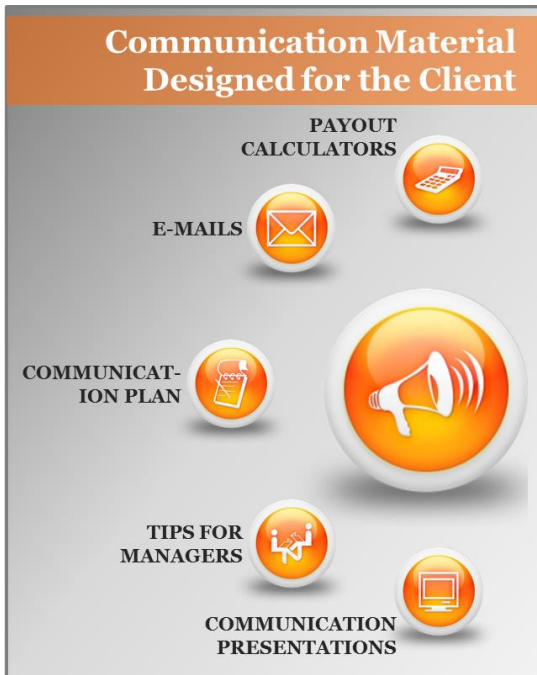 Communication Material
Designed for the Client
PAYOUT
CALCULATORS
E-MAILS
COMMUNICAT-
ION PLAN
TIPS FOR
MANAGERS
COMMUNICATION
PRESENTATIONS